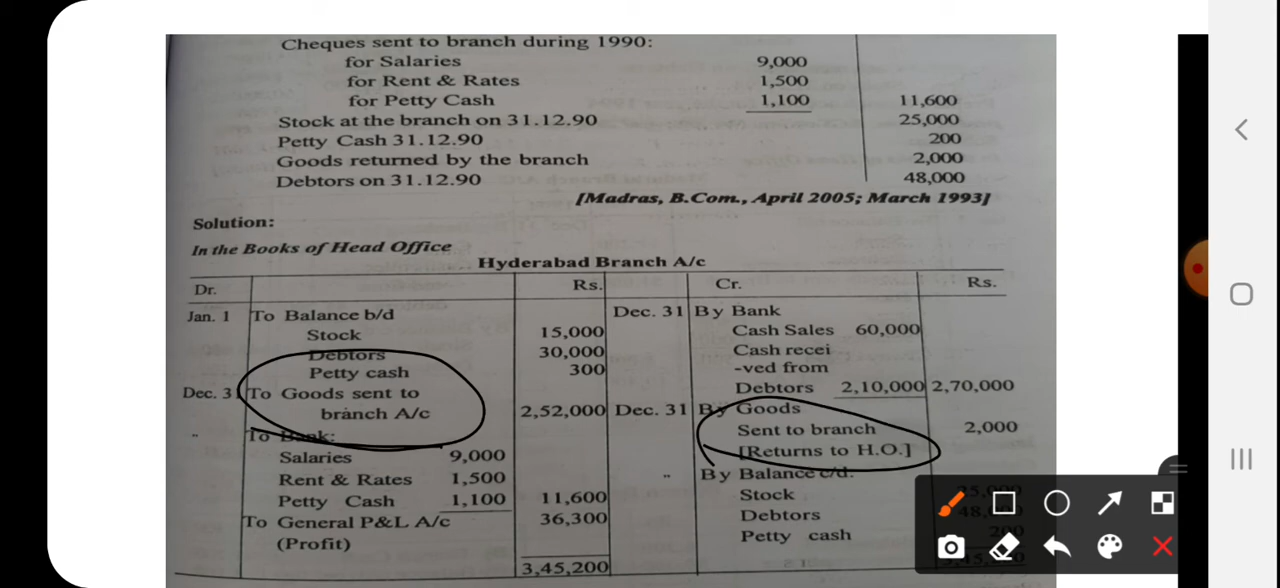 Cheques sent to branch during 1990:
for Salaries 9,000
for Rent & Rates 1,500
for Petty Cash 1,100 11,600
Stock at the branch on 31.12.90 25,000
Petty Cash 31.12.90 200
Goods returned by the branch 2,000
Debtors on 31.12.90 48,000
[Madras, B.Com., April 2005; March 1993]
Solution:
In the Books of Head Office
Hyderabad Branch A/c
Dr. Rs. Cr. Rs.
Jan. 1 To Balance b/d Dec. 31 By Bank
Stock 15,000 Cash Sales 60,000
Debtors 30,000 Cash recei
Petty cash 300 -ved from
Debtors 2,10,000 2,70,000
Dec. 31 To Goods sent to
branch A/c 2,52,000 Dec. 31 By Goods
" To Bank: Sent to branch 2,000
Salaries 9,000 [Returns to H.O.]
Rent & Rates 1,500 " By Balance c/d.
Petty Cash 1,100 11,600 Stock
To General P&L A/c 36,300 Debtors
(Profit) Petty cash
3,45,200